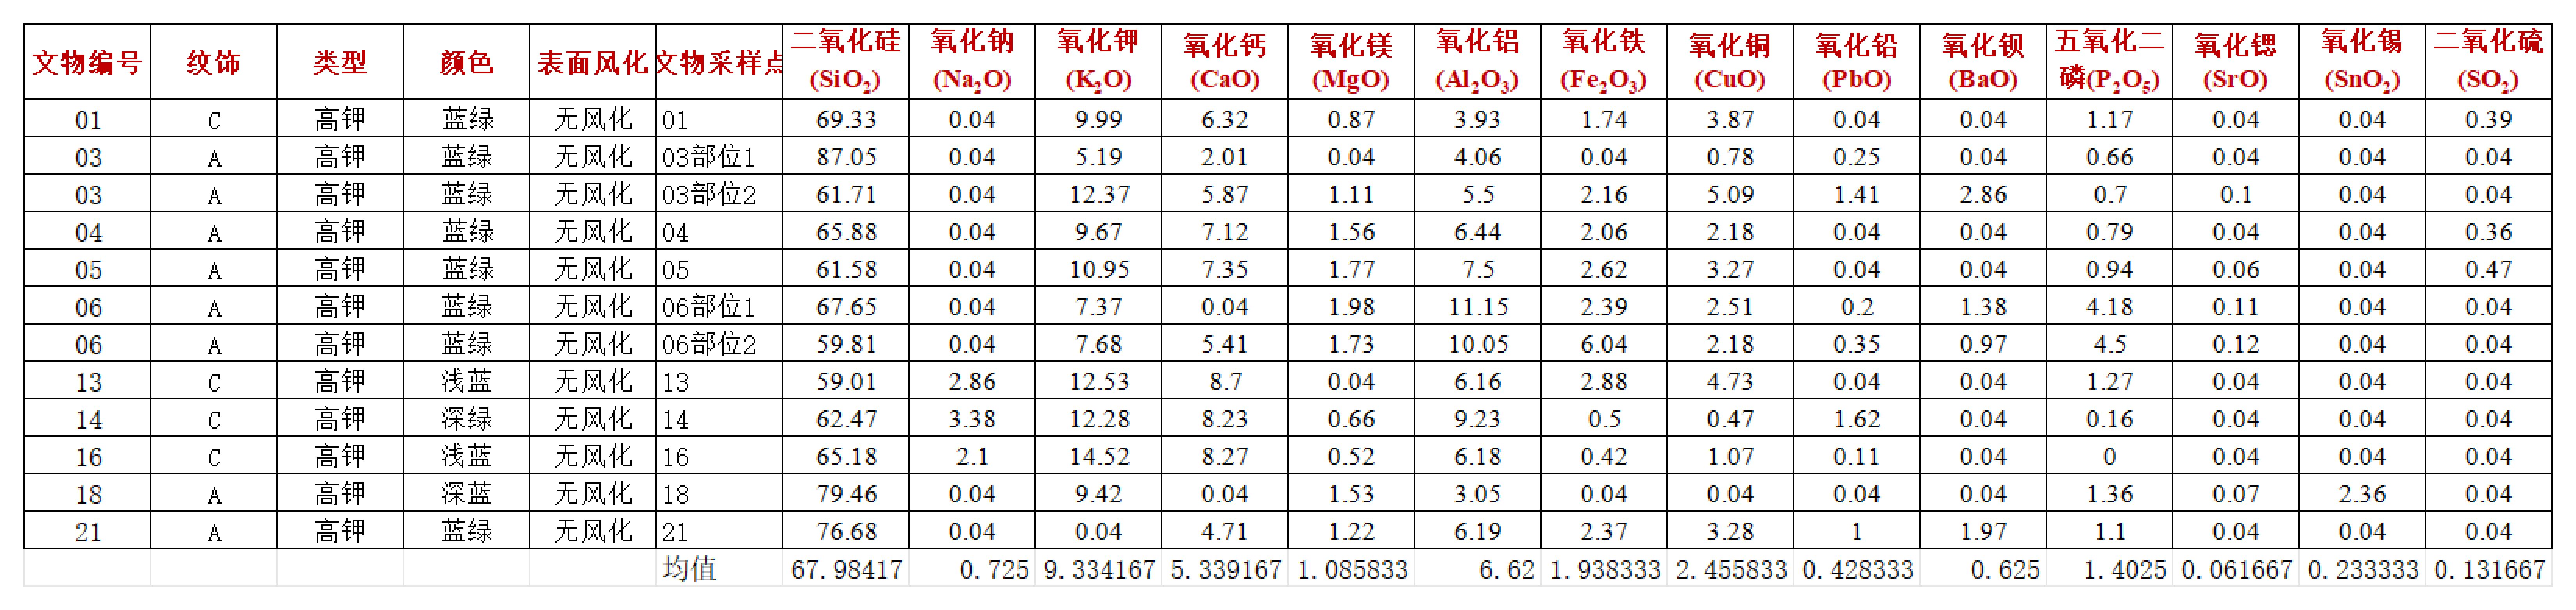 文物编号 纹饰 类型 颜色 表面风化 文物采样点 二氧化硅(SiO₂) 氧化钠(Na₂O) 氧化钾(K₂O) 氧化钙(CaO) 氧化镁(MgO) 氧化铝(Al₂O₃) 氧化铁(Fe₂O₃) 氧化铜(CuO) 氧化铅(PbO) 氧化钡(BaO) 五氧化二磷(P₂O₅) 氧化锶(SrO) 氧化锡(SnO₂) 二氧化硫(SO₂)
01 C 高钾 蓝绿 无风化 01 69.33 0.04 9.99 6.32 0.87 3.93 1.74 3.87 0.04 0.04 1.17 0.04 0.04 0.39
03 A 高钾 蓝绿 无风化 03部位1 87.05 0.04 5.19 2.01 0.04 4.06 0.04 0.78 0.25 0.04 0.66 0.04 0.04 0.04
03 A 高钾 蓝绿 无风化 03部位2 61.71 0.04 12.37 5.87 1.11 5.5 2.16 5.09 1.41 2.86 0.7 0.1 0.04 0.04
04 A 高钾 蓝绿 无风化 04 65.88 0.04 9.67 7.12 1.56 6.44 2.06 2.18 0.04 0.04 0.79 0.04 0.04 0.36
05 A 高钾 蓝绿 无风化 05 61.58 0.04 10.95 7.35 1.77 7.5 2.62 3.27 0.04 0.04 0.94 0.06 0.04 0.47
06 A 高钾 蓝绿 无风化 06部位1 67.65 0.04 7.37 0.04 1.98 11.15 2.39 2.51 0.2 1.38 4.18 0.11 0.04 0.04
06 A 高钾 蓝绿 无风化 06部位2 59.81 0.04 7.68 5.41 1.73 10.05 6.04 2.18 0.35 0.97 4.5 0.12 0.04 0.04
13 C 高钾 浅蓝 无风化 13 59.01 2.86 12.53 8.7 0.04 6.16 2.88 4.73 0.04 0.04 1.27 0.04 0.04 0.04
14 C 高钾 深绿 无风化 14 62.47 3.38 12.28 8.23 0.66 9.23 0.5 0.47 1.62 0.04 0.16 0.04 0.04 0.04
16 C 高钾 浅蓝 无风化 16 65.18 2.1 14.52 8.27 0.52 6.18 0.42 1.07 0.11 0.04 0 0.04 0.04 0.04
18 A 高钾 深蓝 无风化 18 79.46 0.04 9.42 0.04 1.53 3.05 0.04 0.04 0.04 0.04 1.36 0.07 2.36 0.04
21 A 高钾 蓝绿 无风化 21 76.68 0.04 0.04 4.71 1.22 6.19 2.37 3.28 1 1.97 1.1 0.04 0.04 0.04
均值 67.98417 0.725 9.334167 5.339167 1.085833 6.62 1.938333 2.455833 0.428333 0.625 1.4025 0.061667 0.233333 0.131667